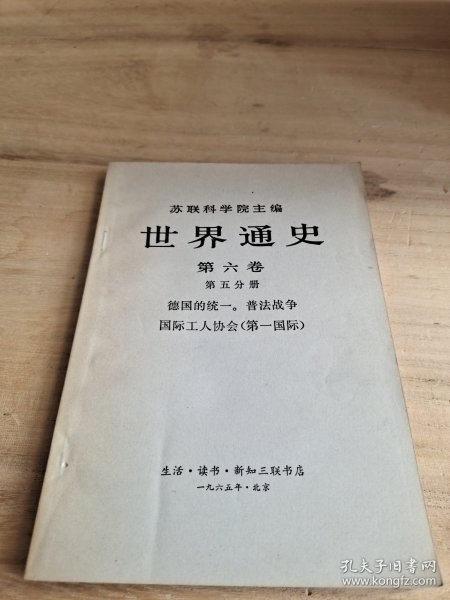 苏联科学院主编
世界通史
第六卷
第五分册
德国的统一。普法战争
国际工人协会(第一国际)
生活·读书·新知三联书店
一九六五年·北京
孔夫子旧书网
www.kongfz.com